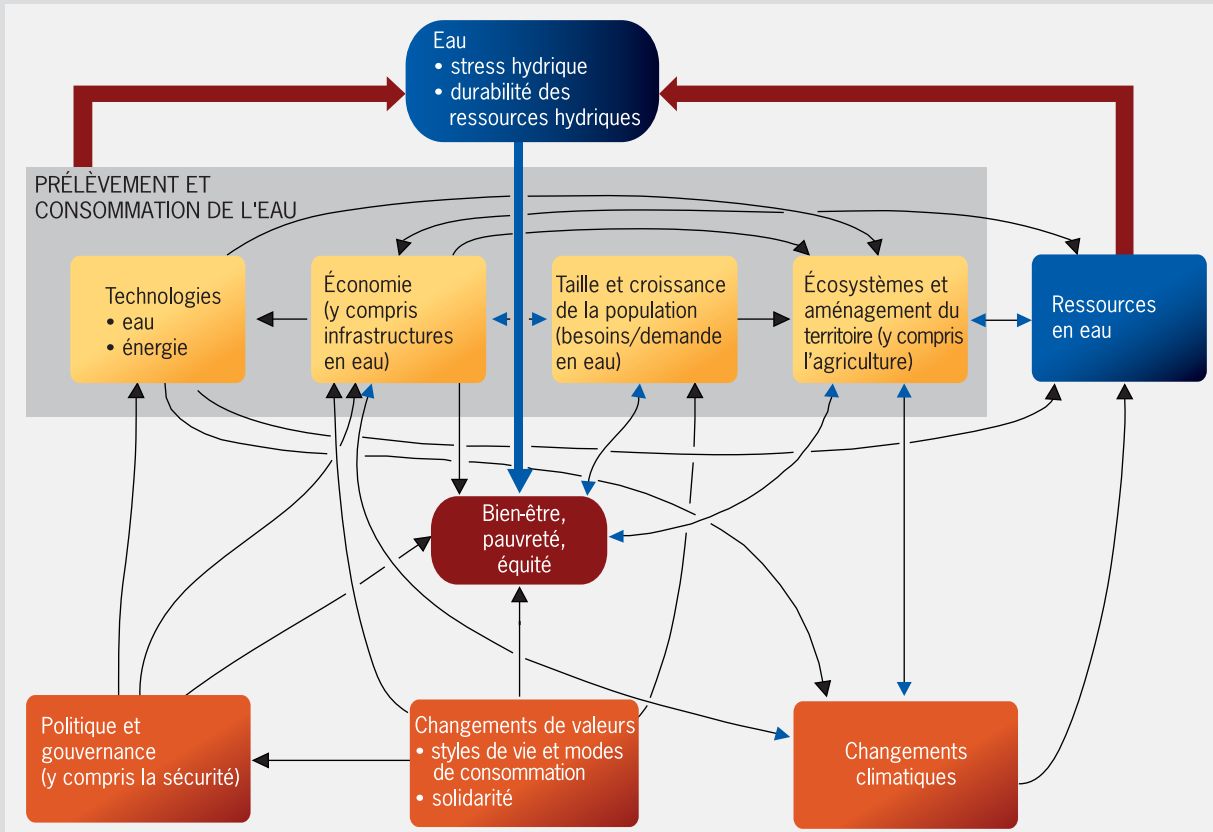 Eau
• stress hydrique
• durabilité des
ressources hydriques
PRÉLÈVEMENT ET
CONSOMMATION DE L'EAU
Technologies
• eau
• énergie
Économie
(y compris
infrastructures
en eau)
Taille et croissance
de la population
(besoins/demande
en eau)
Écosystèmes et
aménagement du
territoire (y compris
l'agriculture)
Ressources
en eau
Bien-être,
pauvreté,
équité
Politique et
gouvernance
(y compris la sécurité)
Changements de valeurs
• styles de vie et modes
de consommation
• solidarité
Changements
climatiques